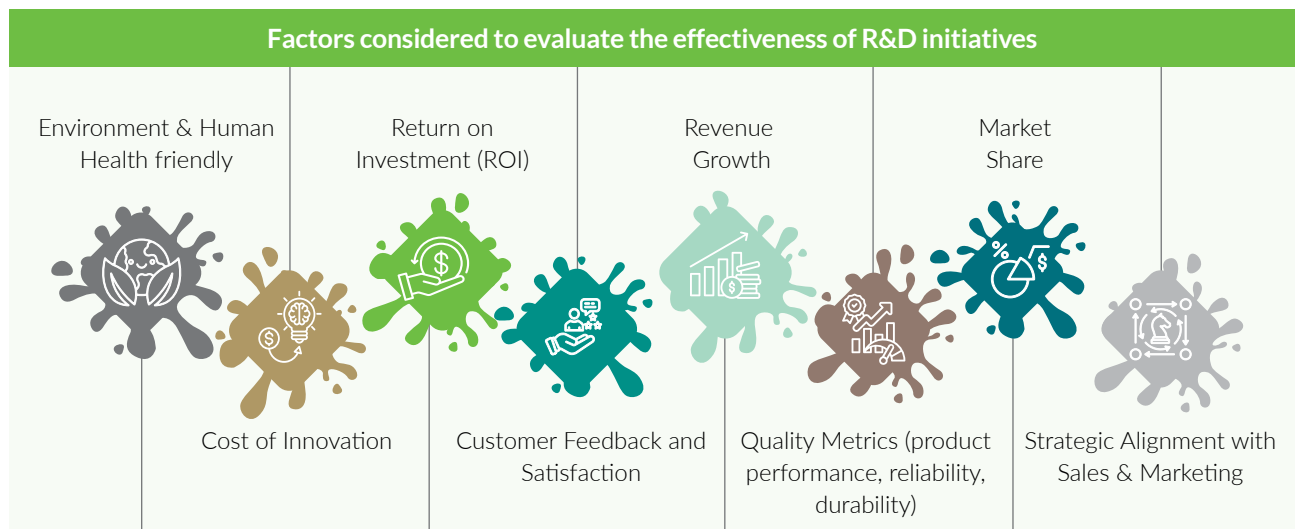 Factors considered to evaluate the effectiveness of R&D initiatives
Environment & Human
Health friendly
Return on
Investment (ROI)
Revenue
Growth
Market
Share
$
$
$
$
%
$
Cost of Innovation
Customer Feedback and
Satisfaction
Quality Metrics (product
performance, reliability,
durability)
Strategic Alignment with
Sales & Marketing